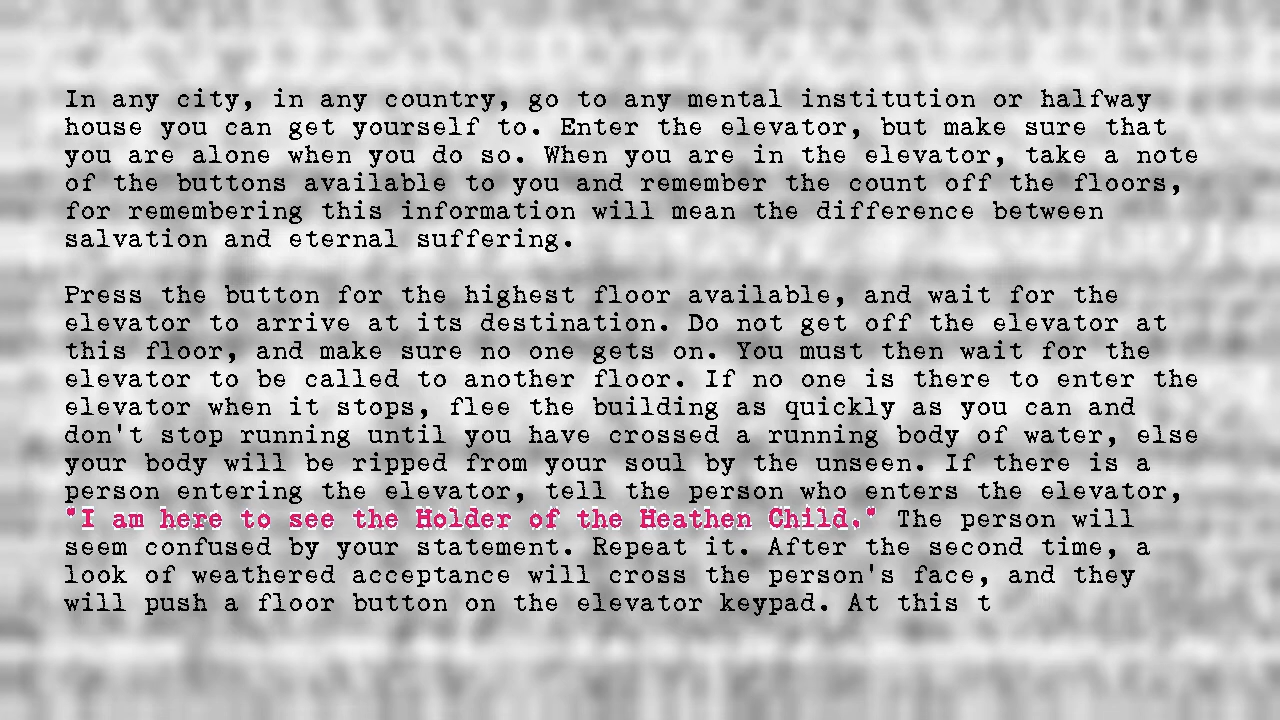 In any city, in any country, go to any mental institution or halfway
house you can get yourself to. Enter the elevator, but make sure that
you are alone when you do so. When you are in the elevator, take a note
of the buttons available to you and remember the count off the floors,
for remembering this information will mean the difference between
salvation and eternal suffering.
Press the button for the highest floor available, and wait for the
elevator to arrive at its destination. Do not get off the elevator at
this floor, and make sure no one gets on. You must then wait for the
elevator to be called to another floor. If no one is there to enter the
elevator when it stops, flee the building as quickly as you can and
don't stop running until you have crossed a running body of water, else
your body will be ripped from your soul by the unseen. If there is a
person entering the elevator, tell the person who enters the elevator,
"I am here to see the Holder of the Heathen Child." The person will
seem confused by your statement. Repeat it. After the second time, a
look of weathered acceptance will cross the person's face, and they
will push a floor button on the elevator keypad. At this t